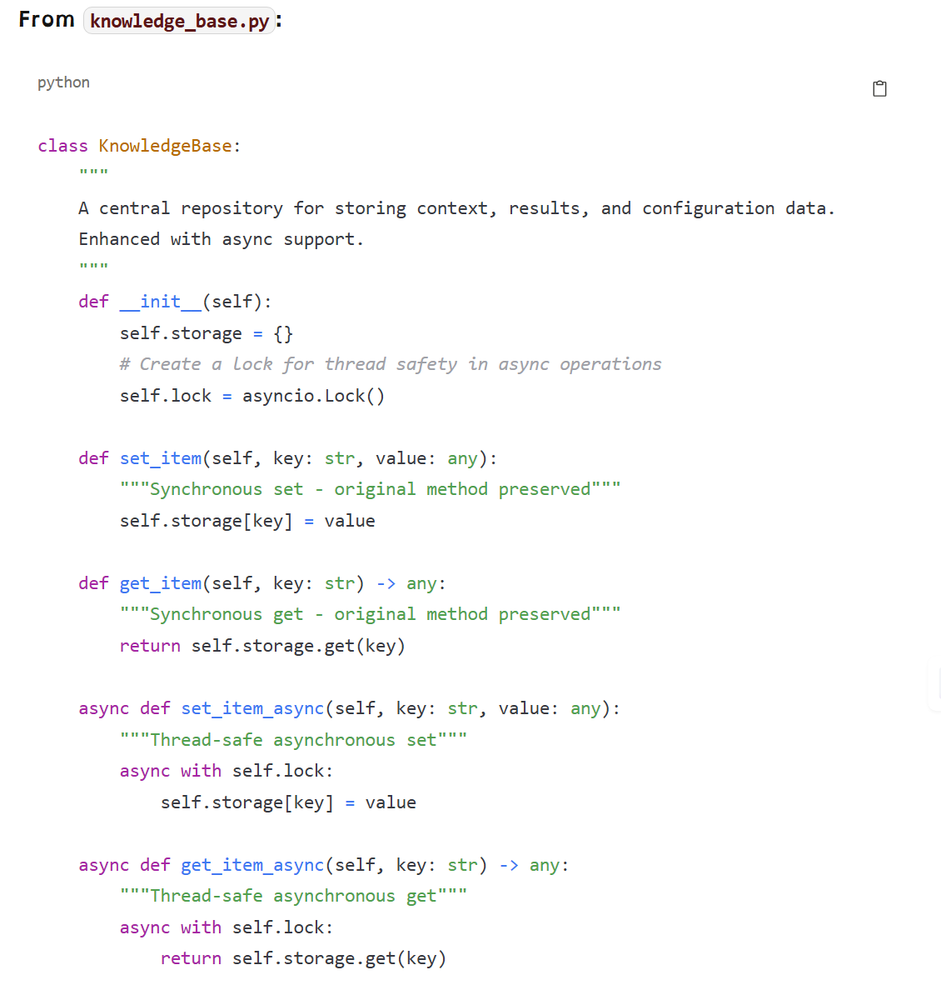 From knowledge_base.py:
python
class KnowledgeBase:
    """
    A central repository for storing context, results, and configuration data.
    Enhanced with async support.
    """
    def __init__(self):
        self.storage = {}
        # Create a lock for thread safety in async operations
        self.lock = asyncio.Lock()
    def set_item(self, key: str, value: any):
        """Synchronous set - original method preserved"""
        self.storage[key] = value
    def get_item(self, key: str) -> any:
        """Synchronous get - original method preserved"""
        return self.storage.get(key)
    async def set_item_async(self, key: str, value: any):
        """Thread-safe asynchronous set"""
        async with self.lock:
            self.storage[key] = value
    async def get_item_async(self, key: str) -> any:
        """Thread-safe asynchronous get"""
        async with self.lock:
            return self.storage.get(key)